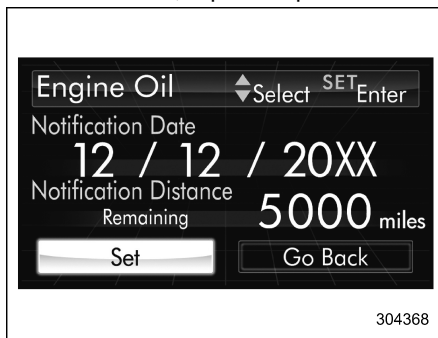 Engine Oil Select SET Enter
Notification Date
12 / 12 / 20XX
Notification Distance
Remaining 5000 miles
Set Go Back
304368